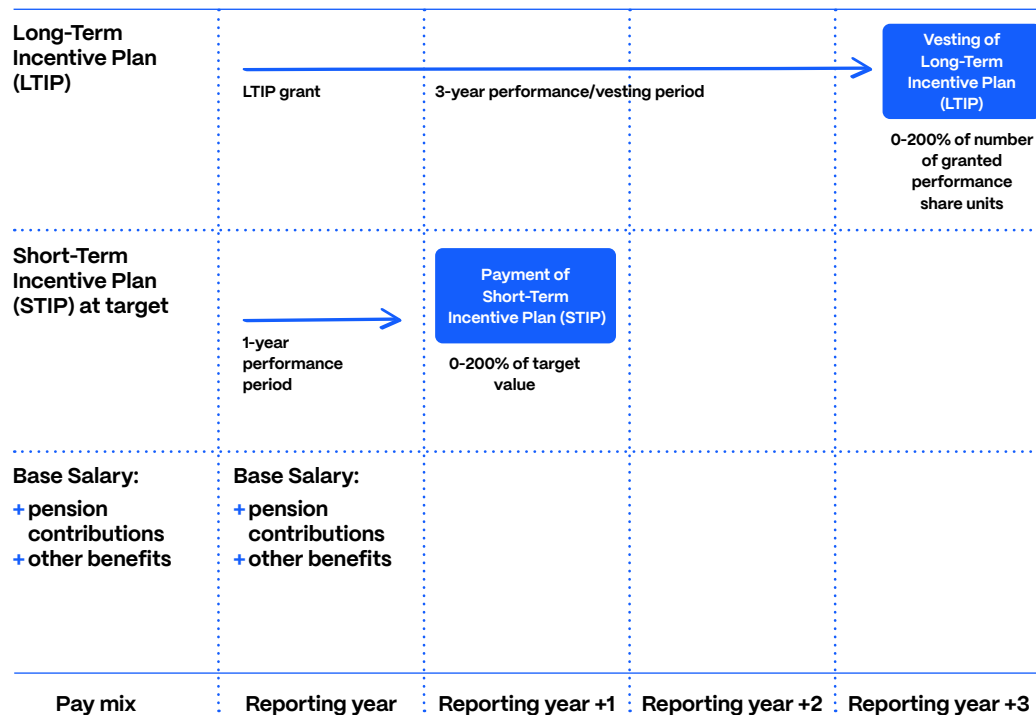 Long-Term
Incentive Plan
(LTIP)
LTIP grant
3-year performance/vesting period
Vesting of
Long-Term
Incentive Plan
(LTIP)
0-200% of number
of granted
performance
share units
Short-Term
Incentive Plan
(STIP) at target
1-year
performance
period
Payment of
Short-Term
Incentive Plan (STIP)
0-200% of target
value
Base Salary:
+ pension
contributions
+ other benefits
Base Salary:
+ pension
contributions
+ other benefits
Pay mix
Reporting year
Reporting year +1
Reporting year +2
Reporting year +3